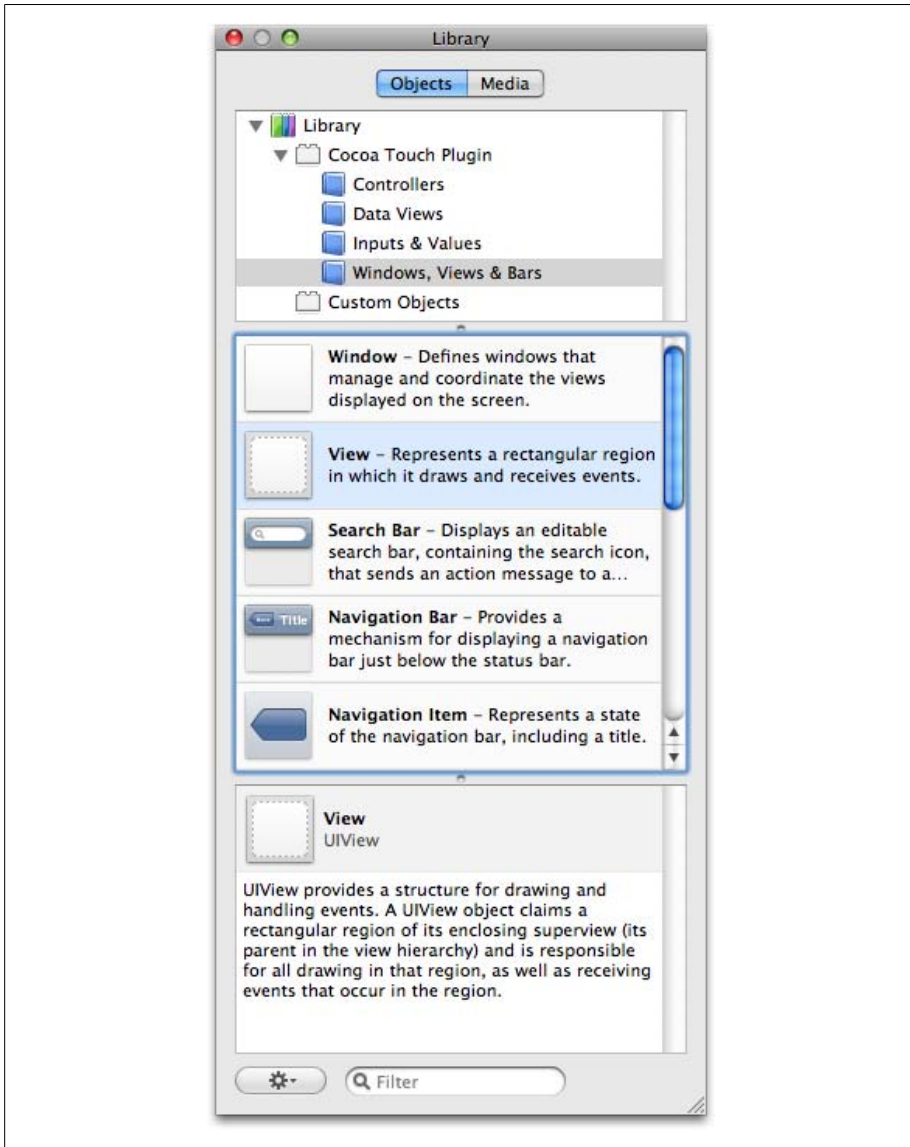 Library
Objects Media
Library
Cocoa Touch Plugin
Controllers
Data Views
Inputs & Values
Windows, Views & Bars
Custom Objects
Window – Defines windows that
manage and coordinate the views
displayed on the screen.
View – Represents a rectangular region
in which it draws and receives events.
Search Bar – Displays an editable
search bar, containing the search icon,
that sends an action message to a...
Title
Navigation Bar – Provides a
mechanism for displaying a navigation
bar just below the status bar.
Navigation Item – Represents a state
of the navigation bar, including a title.
View
UIView
UIView provides a structure for drawing and
handling events. A UIView object claims a
rectangular region of its enclosing superview (its
parent in the view hierarchy) and is responsible
for all drawing in that region, as well as receiving
events that occur in the region.
Filter